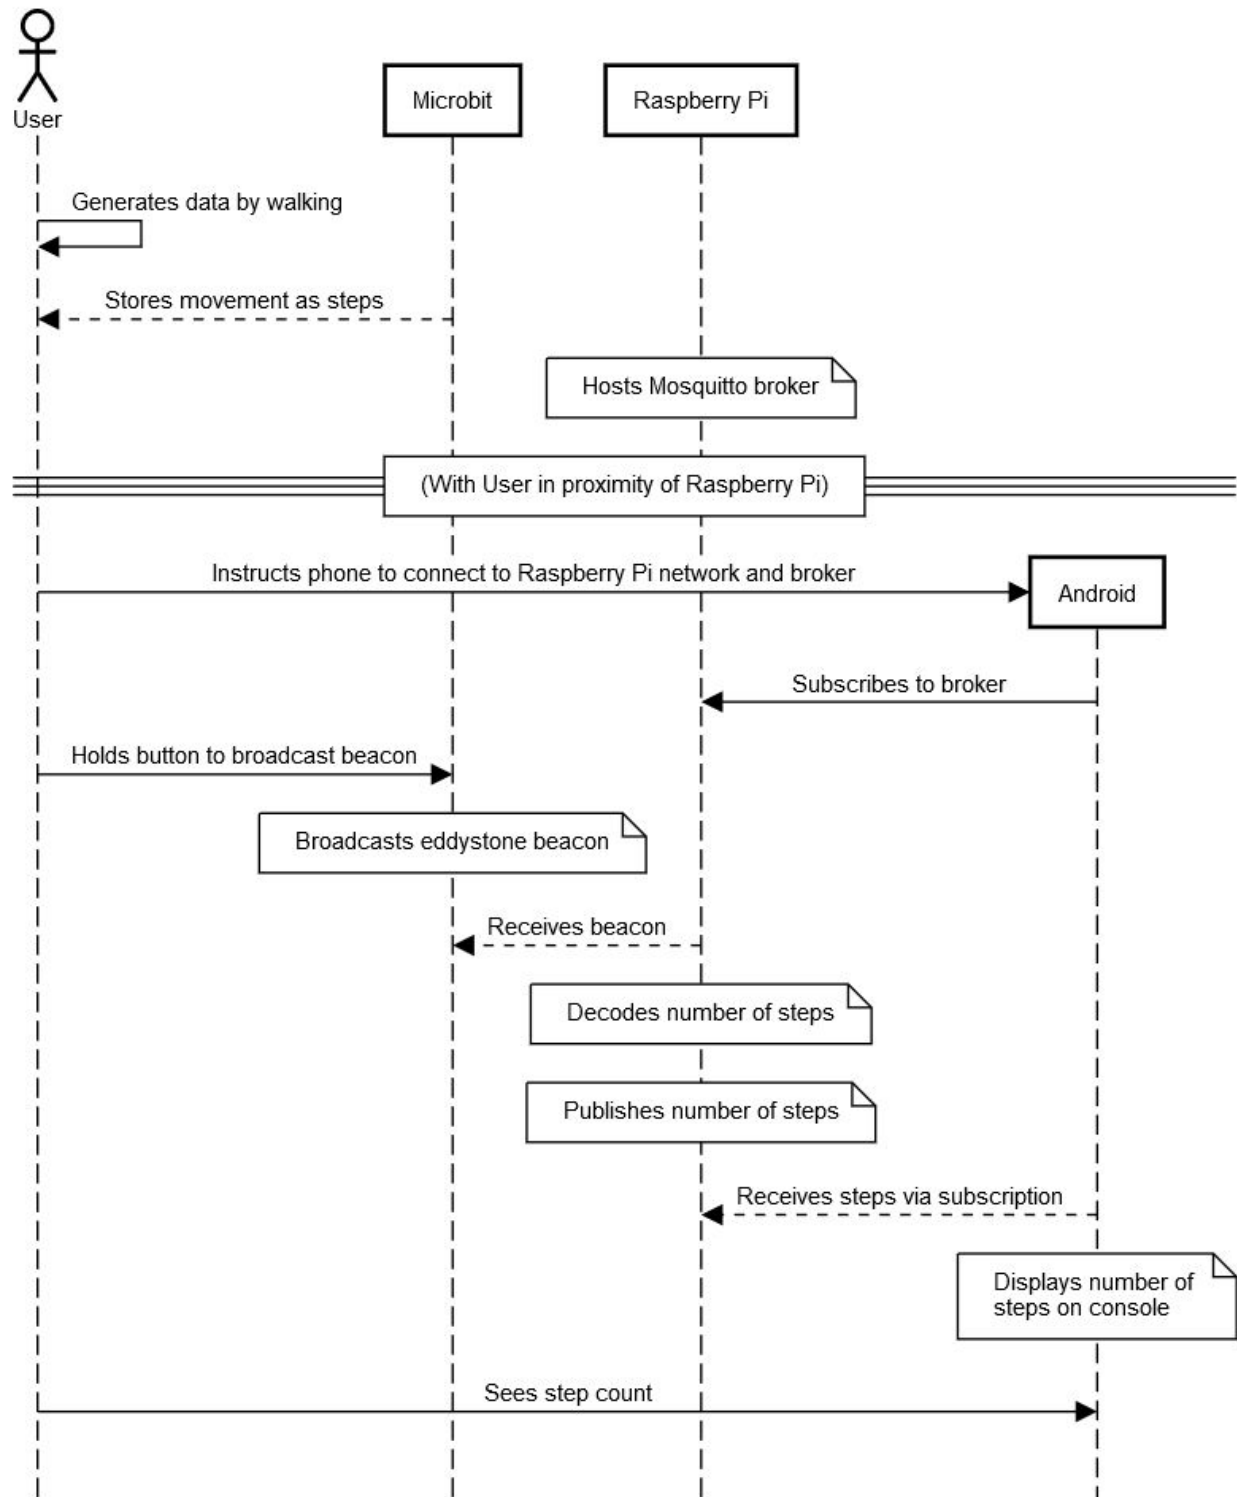 User
Microbit
Raspberry Pi
Generates data by walking
Stores movement as steps
Hosts Mosquitto broker
(With User in proximity of Raspberry Pi)
Instructs phone to connect to Raspberry Pi network and broker
Android
Subscribes to broker
Holds button to broadcast beacon
Broadcasts eddystone beacon
Receives beacon
Decodes number of steps
Publishes number of steps
Receives steps via subscription
Displays number of
steps on console
Sees step count